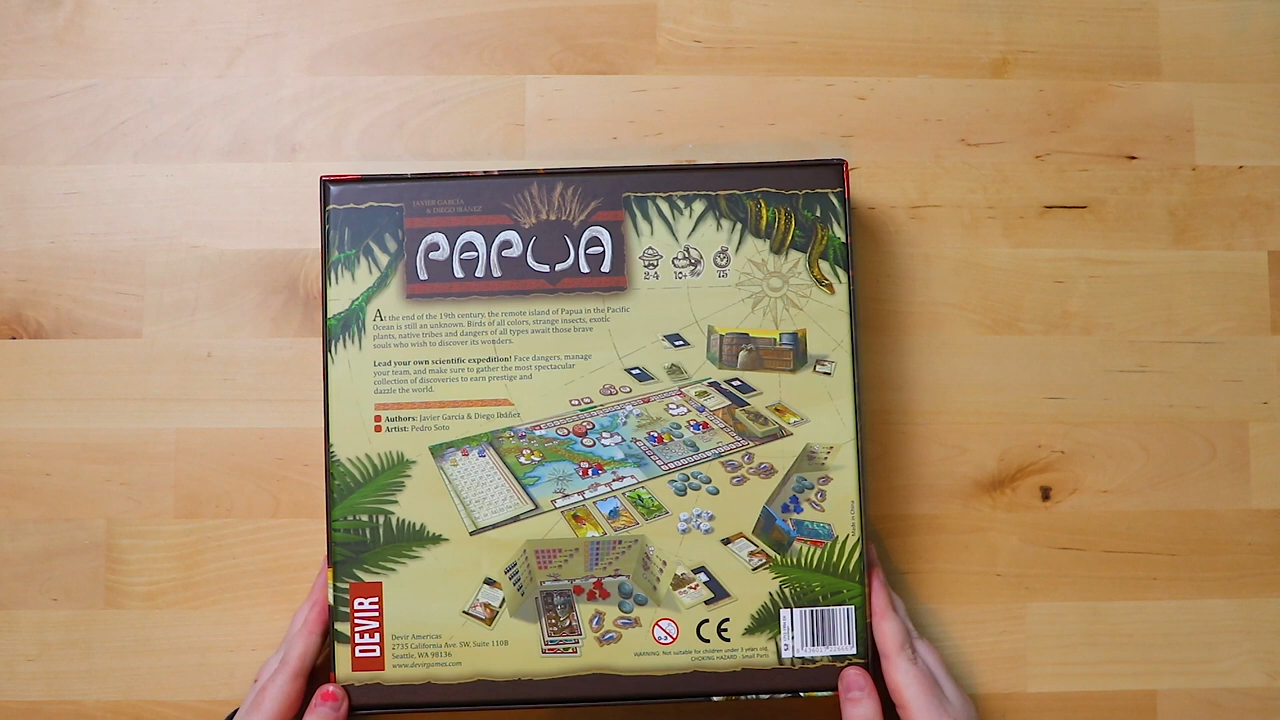 JAVIER GARCÍA
& DIEGO IBÁÑEZ
PAPUA
2-4
10+
75'
At the end of the 19th century, the remote island of Papua in the Pacific
Ocean is still an unknown. Birds of all colors, strange insects, exotic
plants, native tribes and dangers of all types await those brave
souls who wish to discover its wonders.
Lead your own scientific expedition! Face dangers, manage
your team, and make sure to gather the most spectacular
collection of discoveries to earn prestige and
dazzle the world.
Authors: Javier García & Diego Ibáñez
Artist: Pedro Soto
Made in China
DEVIR
Devir Americas
2735 California Ave. SW, Suite 110B
Seattle, WA 98136
www.devirgames.com
0-3
CE
WARNING: Not suitable for children under 3 years old.
CHOKING HAZARD - Small Parts